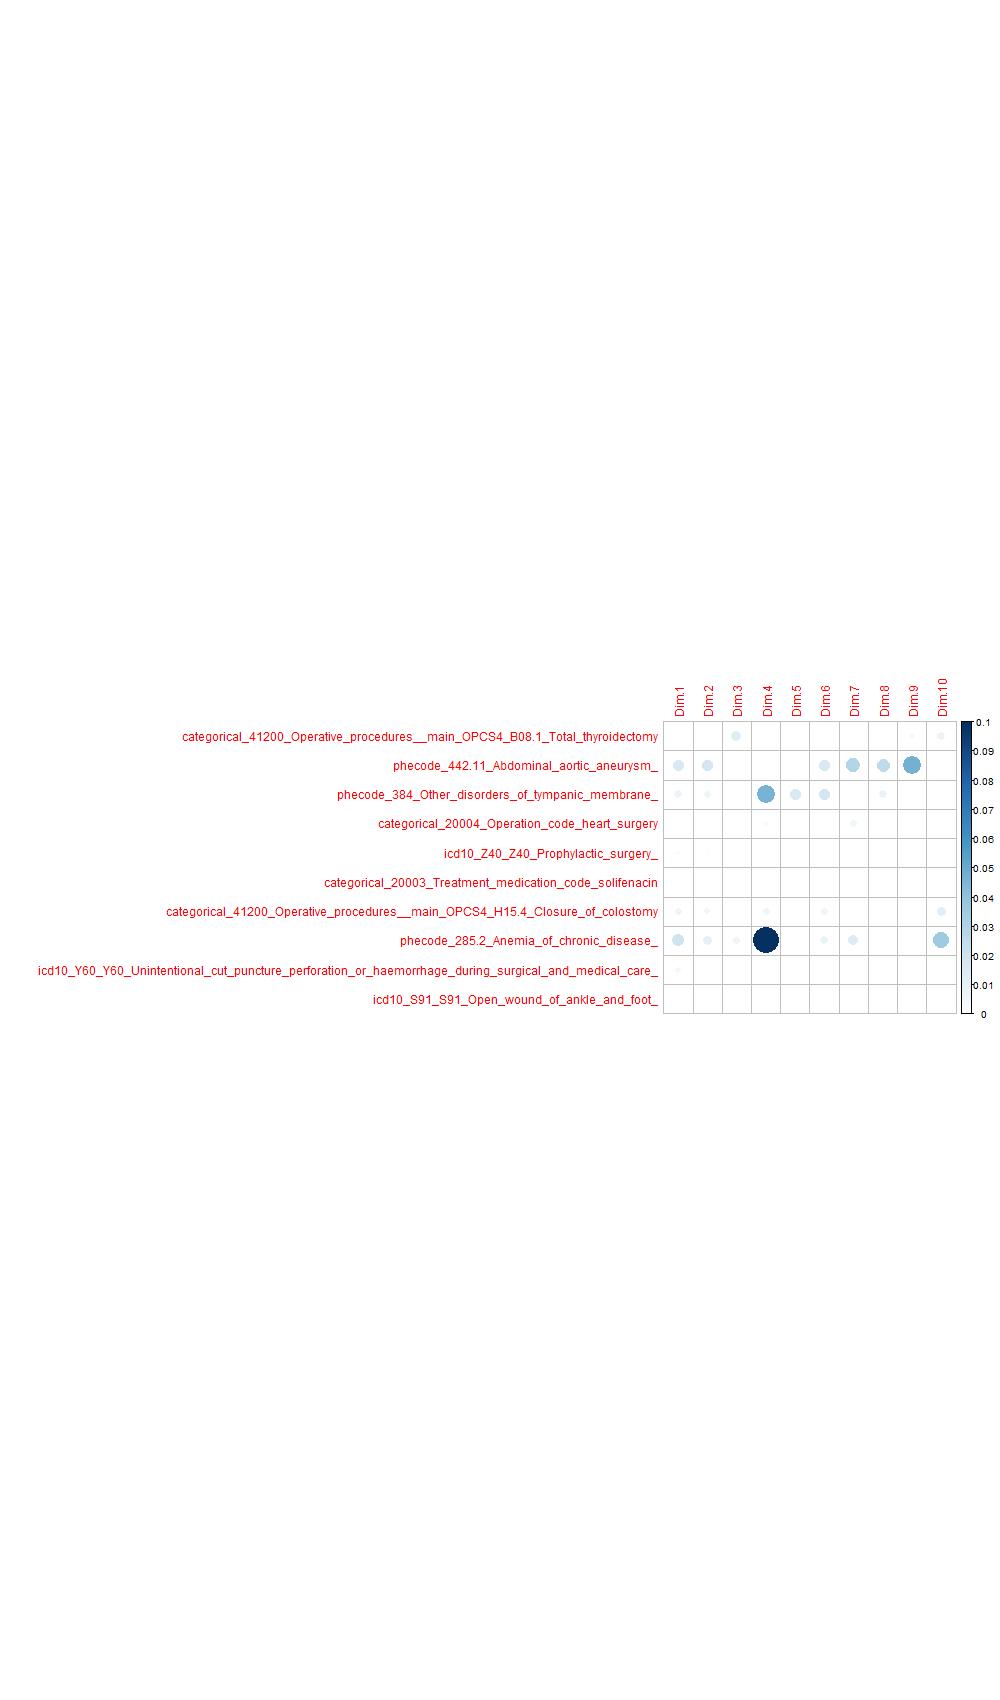 Dim.1 Dim.2 Dim.3 Dim.4 Dim.5 Dim.6 Dim.7 Dim.8 Dim.9 Dim.10
categorical_41200_Operative_procedures__main_OPCS4_B08.1_Total_thyroidectomy
phecode_442.11_Abdominal_aortic_aneurysm_
phecode_384_Other_disorders_of_tympanic_membrane_
categorical_20004_Operation_code_heart_surgery
icd10_Z40_Z40_Prophylactic_surgery_
categorical_20003_Treatment_medication_code_solifenacin
categorical_41200_Operative_procedures__main_OPCS4_H15.4_Closure_of_colostomy
phecode_285.2_Anemia_of_chronic_disease_
icd10_Y60_Y60_Unintentional_cut_puncture_perforation_or_haemorrhage_during_surgical_and_medical_care_
icd10_S91_S91_Open_wound_of_ankle_and_foot_
0.1
0.09
0.08
0.07
0.06
0.05
0.04
0.03
0.02
0.01
0